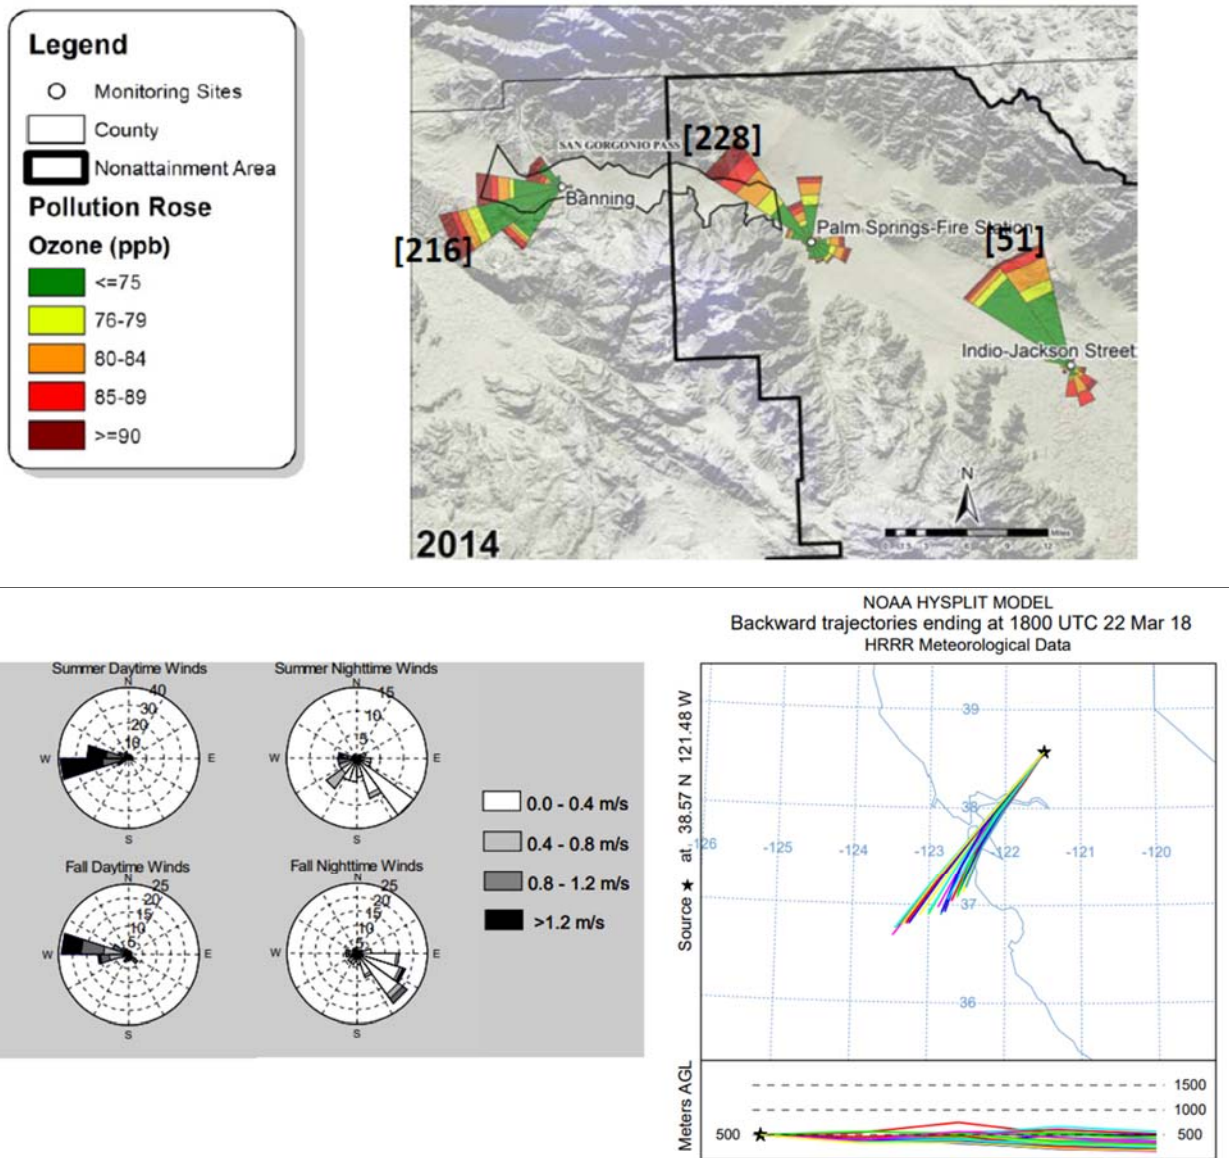 Legend
Monitoring Sites
County
Nonattainment Area
Pollution Rose
Ozone (ppb)
<=75
76-79
80-84
85-89
>=90
[228]
SAN GORGONIO PASS
Banning
[216]
Palm Springs-Fire Station
[51]
Indio-Jackson Street
N
Miles
2014
Summer Daytime Winds
N
40
30
20
10
W
E
S
Summer Nighttime Winds
N
15
10
5
W
E
S
Fall Daytime Winds
N
25
20
15
10
5
W
E
S
Fall Nighttime Winds
N
25
20
15
10
5
W
E
S
0.0 - 0.4 m/s
0.4 - 0.8 m/s
0.8 - 1.2 m/s
>1.2 m/s
NOAA HYSPLIT MODEL
Backward trajectories ending at 1800 UTC 22 Mar 18
HRRR Meteorological Data
Source ★ at 38.57 N 121.48 W
39
38
-126
-125
-124
-123
-122
-121
-120
37
36
Meters AGL
1500
1000
500
500